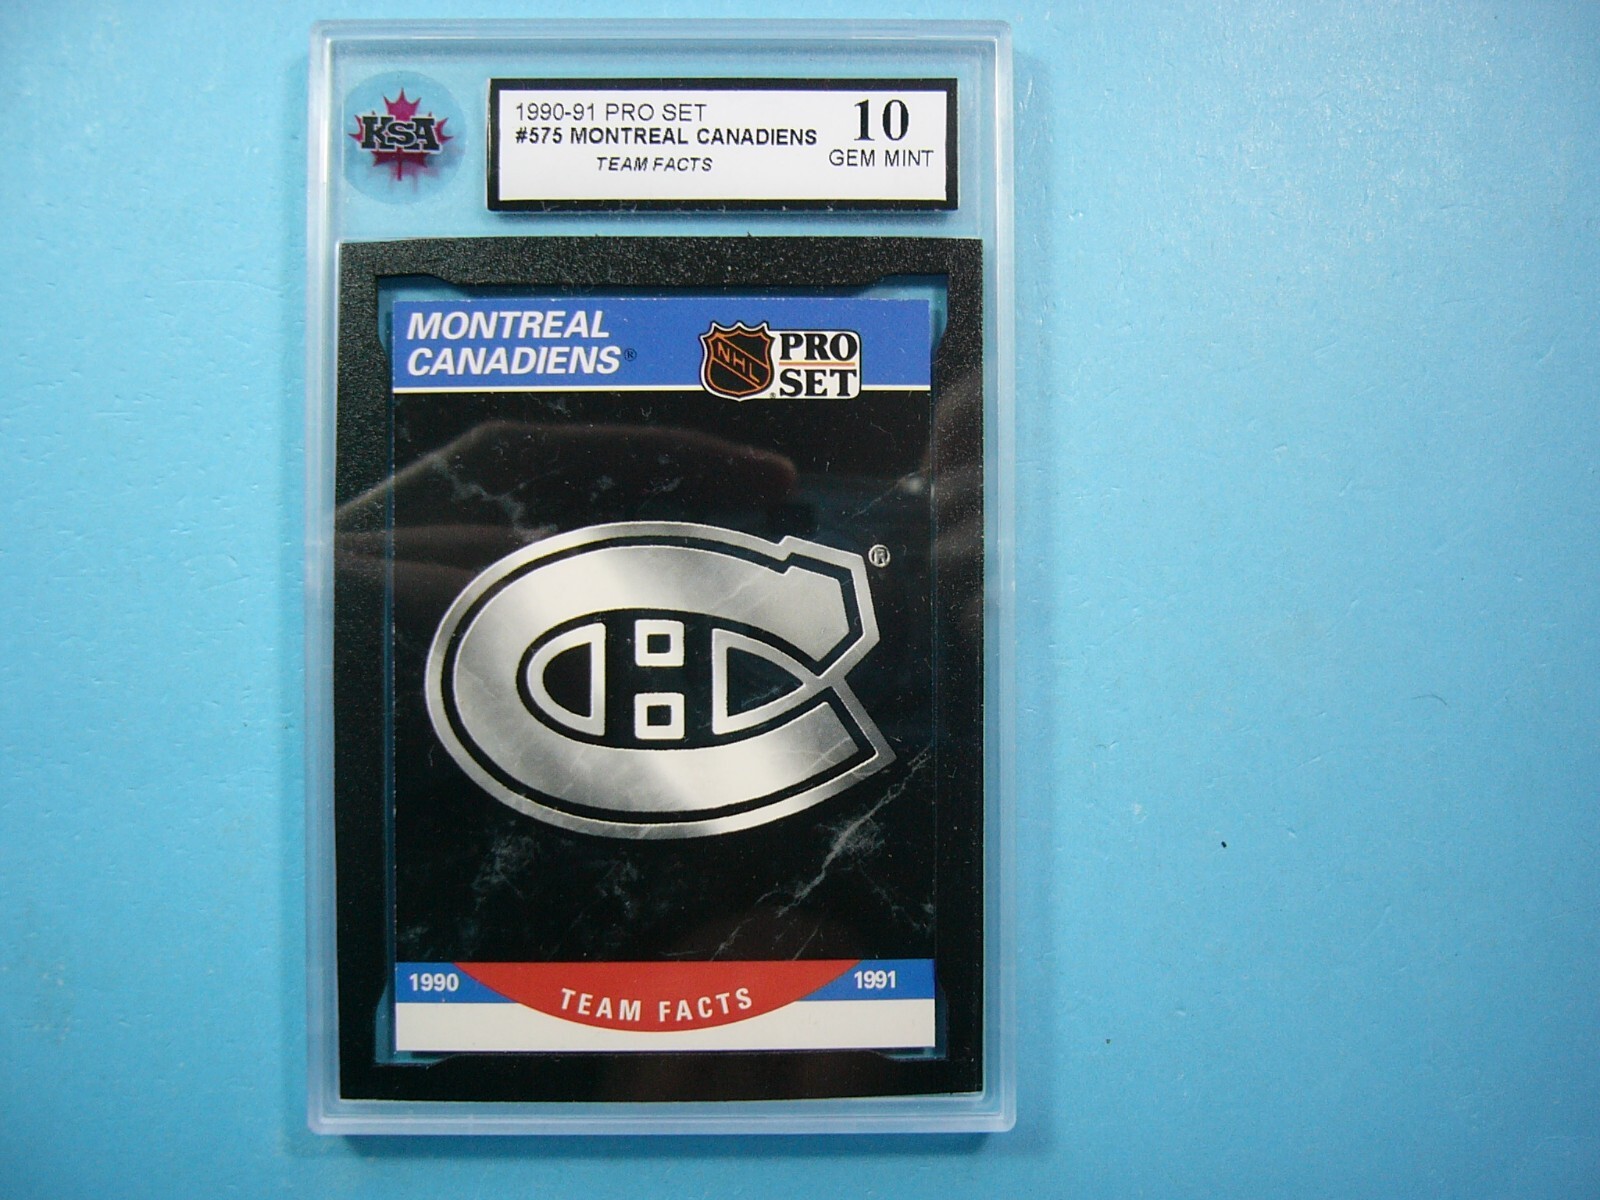 KSA
1990-91 PRO SET
#575 MONTREAL CANADIENS
TEAM FACTS
10
GEM MINT
MONTREAL
CANADIENS®
NHL
®
PRO
SET
®
1990
TEAM FACTS
1991